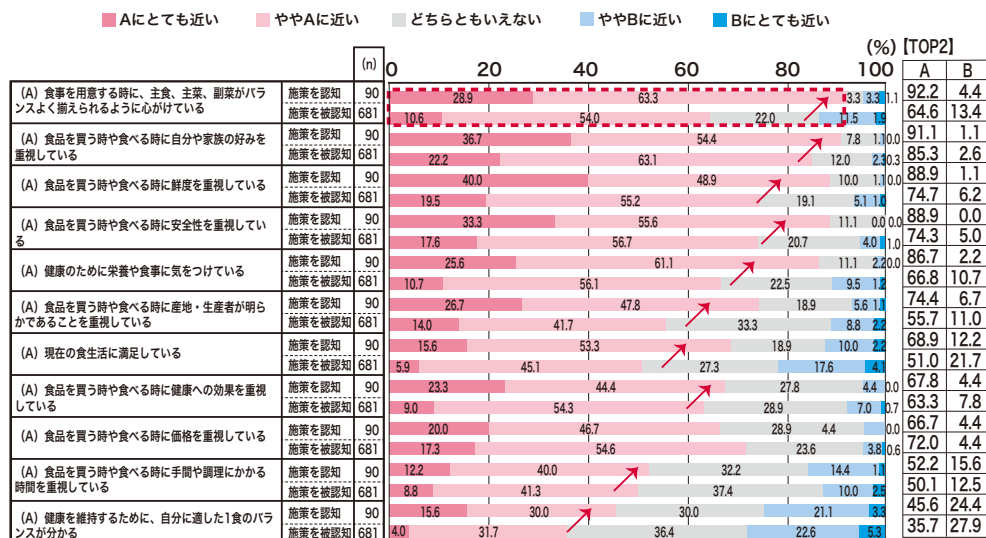 Aにとても近い ややAに近い どちらともいえない ややBに近い Bにとても近い
(%) 【TOP2】
(n) 0 20 40 60 80 100 A B
（A）食事を用意する時に、主食、主菜、副菜がバラ
ンスよく揃えられるように心がけている
施策を認知 90 28.9 63.3 3.3 3.3 1.1 92.2 4.4
施策を被認知 681 10.6 54.0 22.0 11.5 1.9 64.6 13.4
（A）食品を買う時や食べる時に自分や家族の好みを
重視している
施策を認知 90 36.7 54.4 7.8 1.1 0.0 91.1 1.1
施策を被認知 681 22.2 63.1 12.0 2.3 0.3 85.3 2.6
（A）食品を買う時や食べる時に鮮度を重視している
施策を認知 90 40.0 48.9 10.0 1.1 0.0 88.9 1.1
施策を被認知 681 19.5 55.2 19.1 5.1 1.0 74.7 6.2
（A）食品を買う時や食べる時に安全性を重視してい
る
施策を認知 90 33.3 55.6 11.1 0.0 0.0 88.9 0.0
施策を被認知 681 17.6 56.7 20.7 4.0 1.0 74.3 5.0
（A）健康のために栄養や食事に気をつけている
施策を認知 90 25.6 61.1 11.1 2.2 0.0 86.7 2.2
施策を被認知 681 10.7 56.1 22.5 9.5 1.2 66.8 10.7
（A）食品を買う時や食べる時に産地・生産者が明ら
かであることを重視している
施策を認知 90 26.7 47.8 18.9 5.6 1.1 74.4 6.7
施策を被認知 681 14.0 41.7 33.3 8.8 2.2 55.7 11.0
（A）現在の食生活に満足している
施策を認知 90 15.6 53.3 18.9 10.0 2.2 68.9 12.2
施策を被認知 681 5.9 45.1 27.3 17.6 4.1 51.0 21.7
（A）食品を買う時や食べる時に健康への効果を重視
している
施策を認知 90 23.3 44.4 27.8 4.4 0.0 67.8 4.4
施策を被認知 681 9.0 54.3 28.9 7.0 0.7 63.3 7.8
（A）食品を買う時や食べる時に価格を重視している
施策を認知 90 20.0 46.7 28.9 4.4 0.0 66.7 4.4
施策を被認知 681 17.3 54.6 23.6 3.8 0.6 72.0 4.4
（A）食品を買う時や食べる時に手間や調理にかかる
時間を重視している
施策を認知 90 12.2 40.0 32.2 14.4 1.1 52.2 15.6
施策を被認知 681 8.8 41.3 37.4 10.0 2.5 50.1 12.5
（A）健康を維持するために、自分に適した1食のバラ
ンスが分かる
施策を認知 90 15.6 30.0 30.0 21.1 3.3 45.6 24.4
施策を被認知 681 4.0 31.7 36.4 22.6 5.3 35.7 27.9